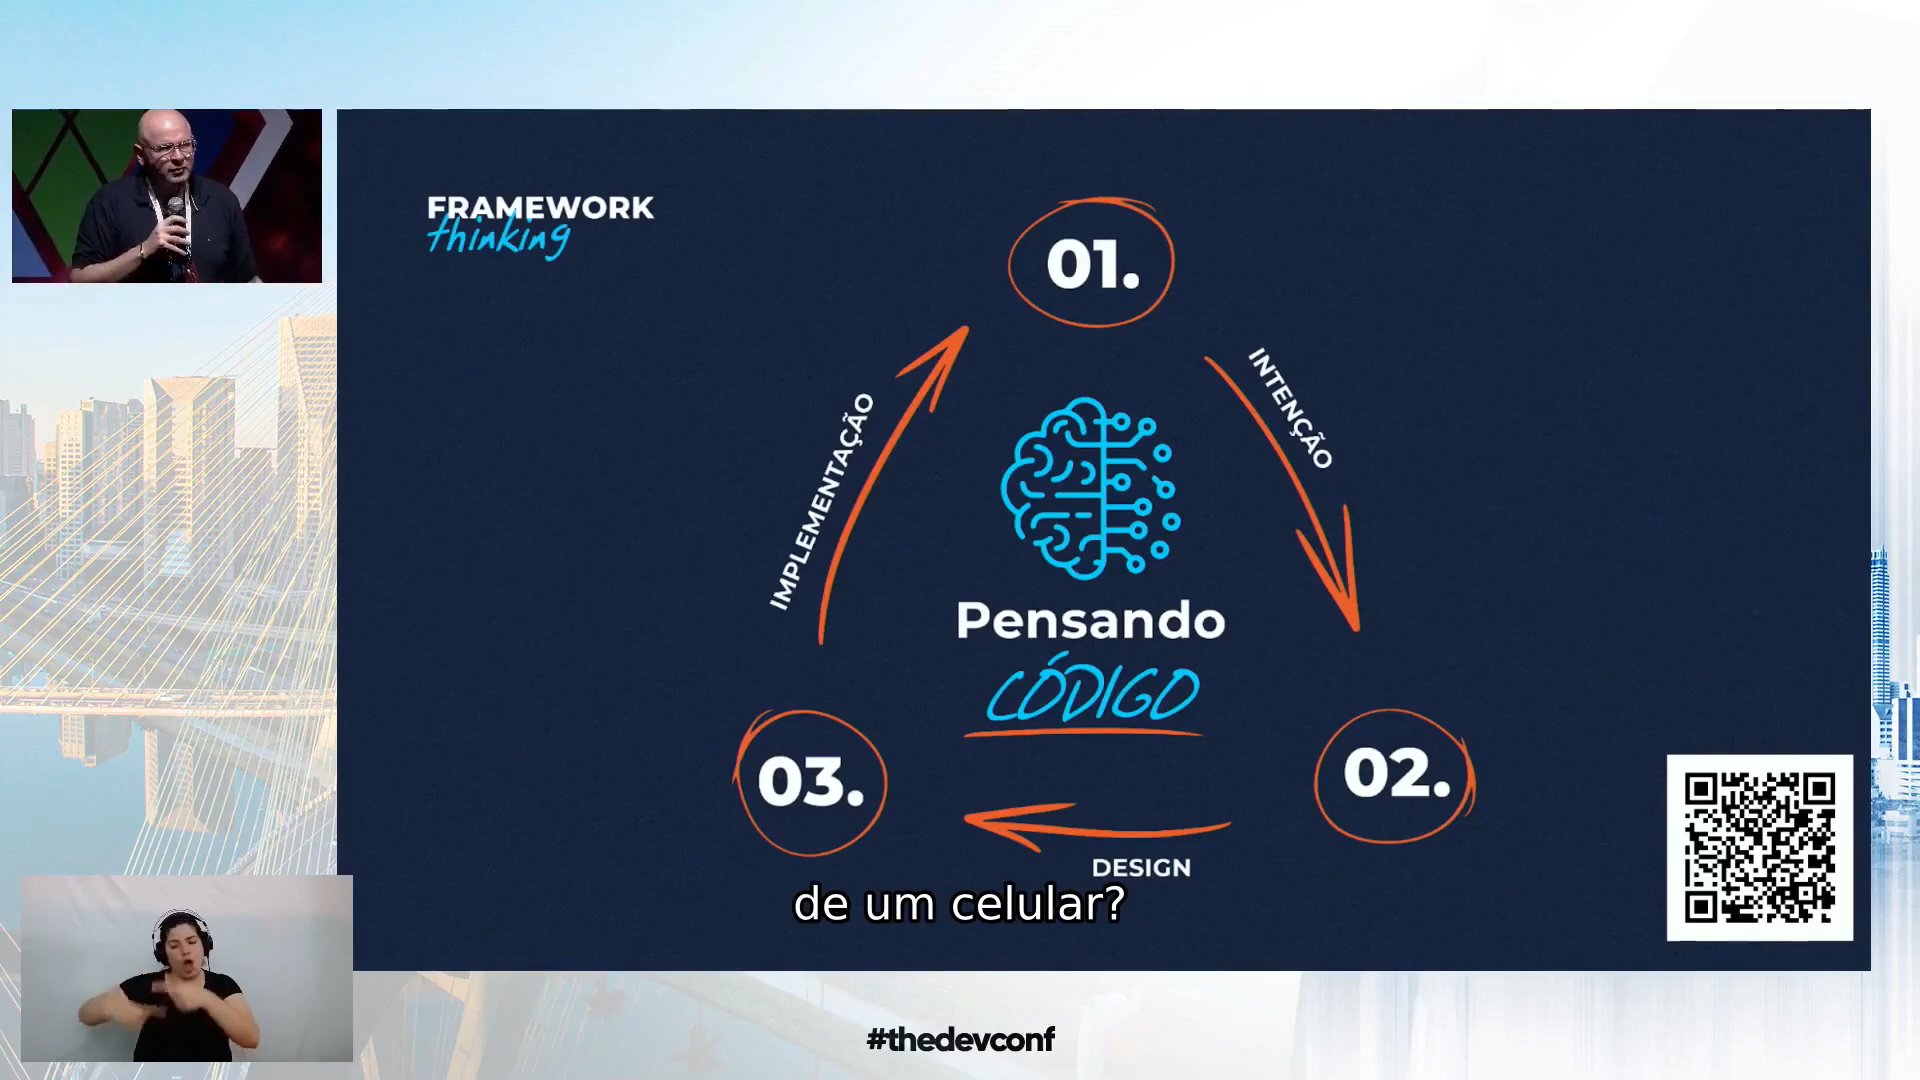 FRAMEWORK
thinking
01.
INTENÇÃO
IMPLEMENTAÇÃO
Pensando
CÓDIGO
03.
02.
DESIGN
de um celular?
#thedevconf